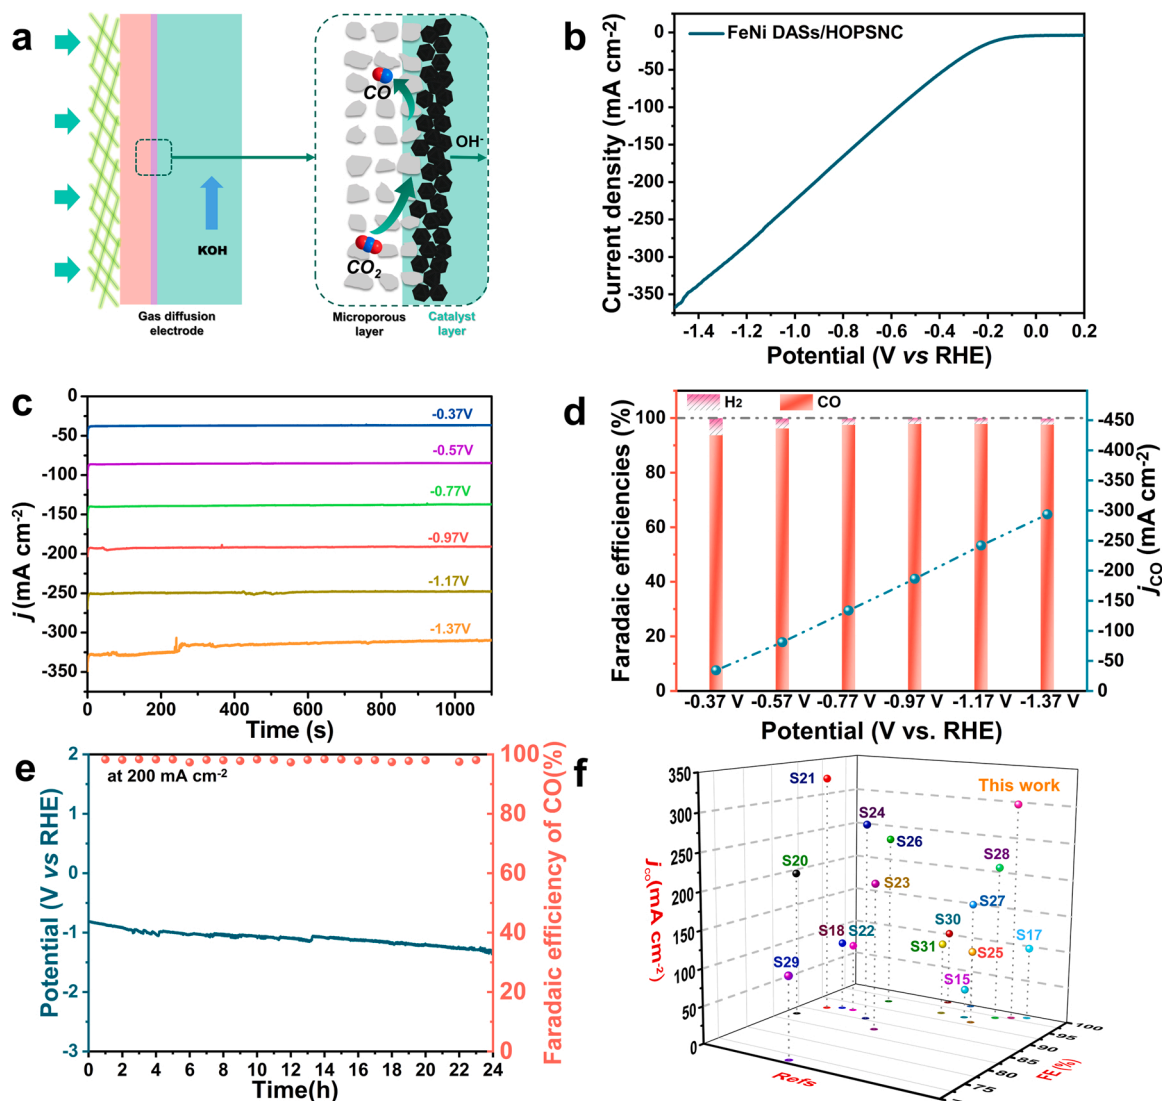 a
CO
OH-
KOH
CO2
Gas diffusion
electrode
Microporous
layer
Catalyst
layer
b
FeNi DASs/HOPSNC
Current density (mA cm-2)
0
-50
-100
-150
-200
-250
-300
-350
-1.4 -1.2 -1.0 -0.8 -0.6 -0.4 -0.2 0.0 0.2
Potential (V vs RHE)
c
j (mA cm-2)
0
-50
-100
-150
-200
-250
-300
-350
-0.37V
-0.57V
-0.77V
-0.97V
-1.17V
-1.37V
0 200 400 600 800 1000
Time (s)
d
H2 CO
Faradaic efficiencies (%)
100
80
60
40
20
0
-450
-400
-350
-300
-250
-200
-150
-100
-50
0
jCO (mA cm-2)
-0.37 V -0.57 V -0.77 V -0.97 V -1.17 V -1.37 V
Potential (V vs. RHE)
e
at 200 mA cm-2
Potential (V vs RHE)
2
1
0
-1
-2
-3
100
80
60
40
20
0
Faradaic efficiency of CO(%)
0 2 4 6 8 10 12 14 16 18 20 22 24
Time(h)
f
jCO(mA cm-2)
350
300
250
200
150
100
50
0
This work
S21
S24
S26
S20
S28
S23
S27
S30
S18
S22
S31
S25
S17
S29
S15
Refs
FE (%)
100
95
90
85
80
75